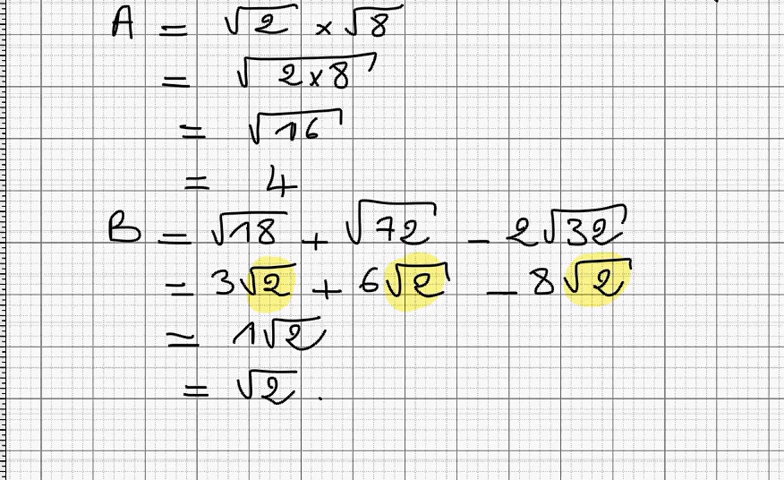 A = √2 × √8
= √2×8
= √16
= 4
B = √18 + √72 - 2√32
= 3√2 + 6√2 - 8√2
= 1√2
= √2.